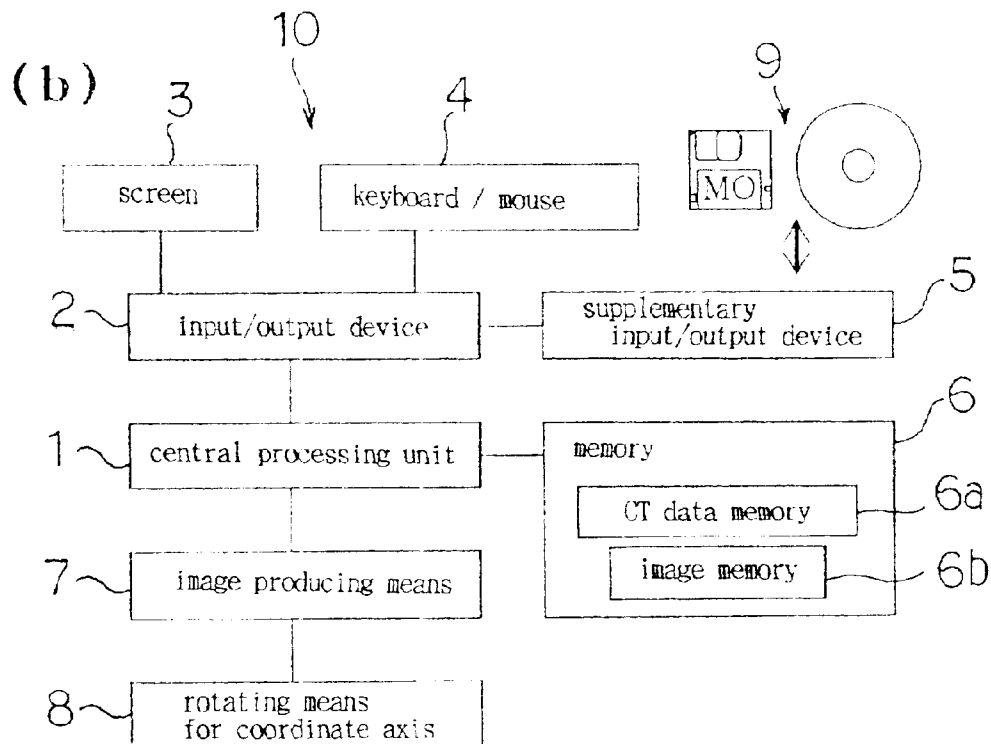 (b)
10
3
4
9
screen
keyboard / mouse
MO
2
input/output device
supplementary
input/output device
5
1
central processing unit
memory
6
CT data memory
6a
image memory
6b
7
image producing means
8
rotating means
for coordinate axis